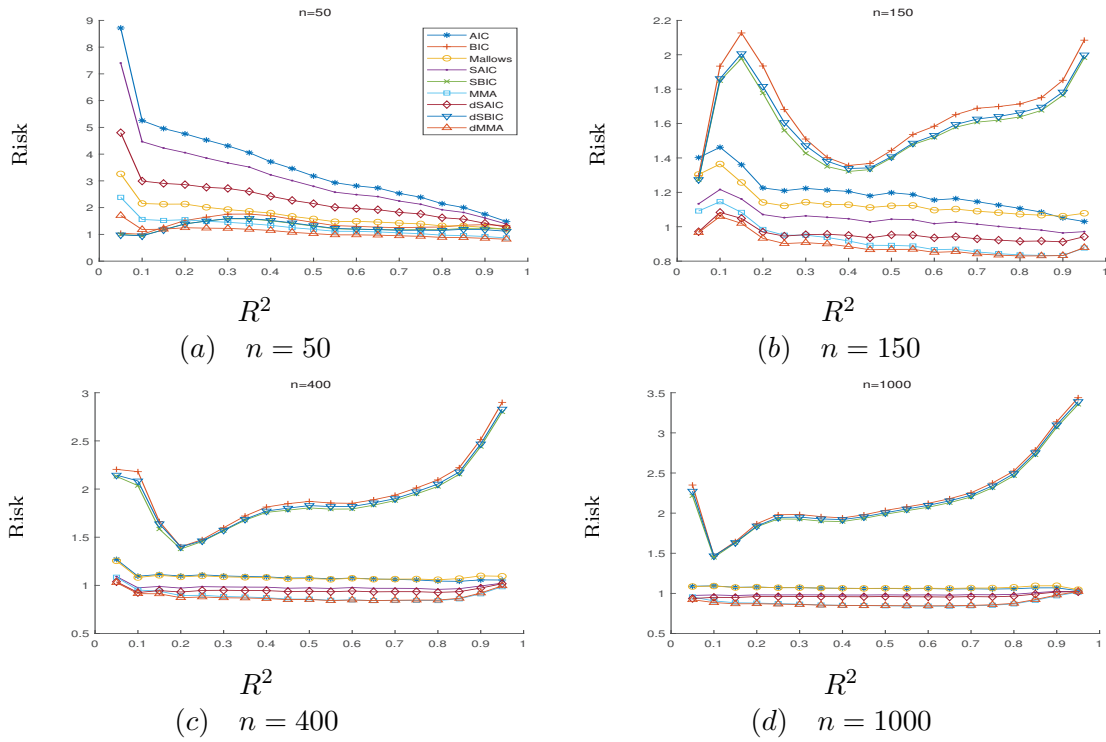 n=50
9
8
7
6
5
4
3
2
1
0
Risk
AIC
BIC
Mallows
SAIC
SBIC
MMA
dSAIC
dSBIC
dMMA
0 0.1 0.2 0.3 0.4 0.5 0.6 0.7 0.8 0.9 1
R^2
(a) n = 50
n=150
2.2
2
1.8
1.6
1.4
1.2
1
0.8
Risk
0 0.1 0.2 0.3 0.4 0.5 0.6 0.7 0.8 0.9 1
R^2
(b) n = 150
n=400
3
2.5
2
1.5
1
0.5
Risk
0 0.1 0.2 0.3 0.4 0.5 0.6 0.7 0.8 0.9 1
R^2
(c) n = 400
n=1000
3.5
3
2.5
2
1.5
1
0.5
Risk
0 0.1 0.2 0.3 0.4 0.5 0.6 0.7 0.8 0.9 1
R^2
(d) n = 1000